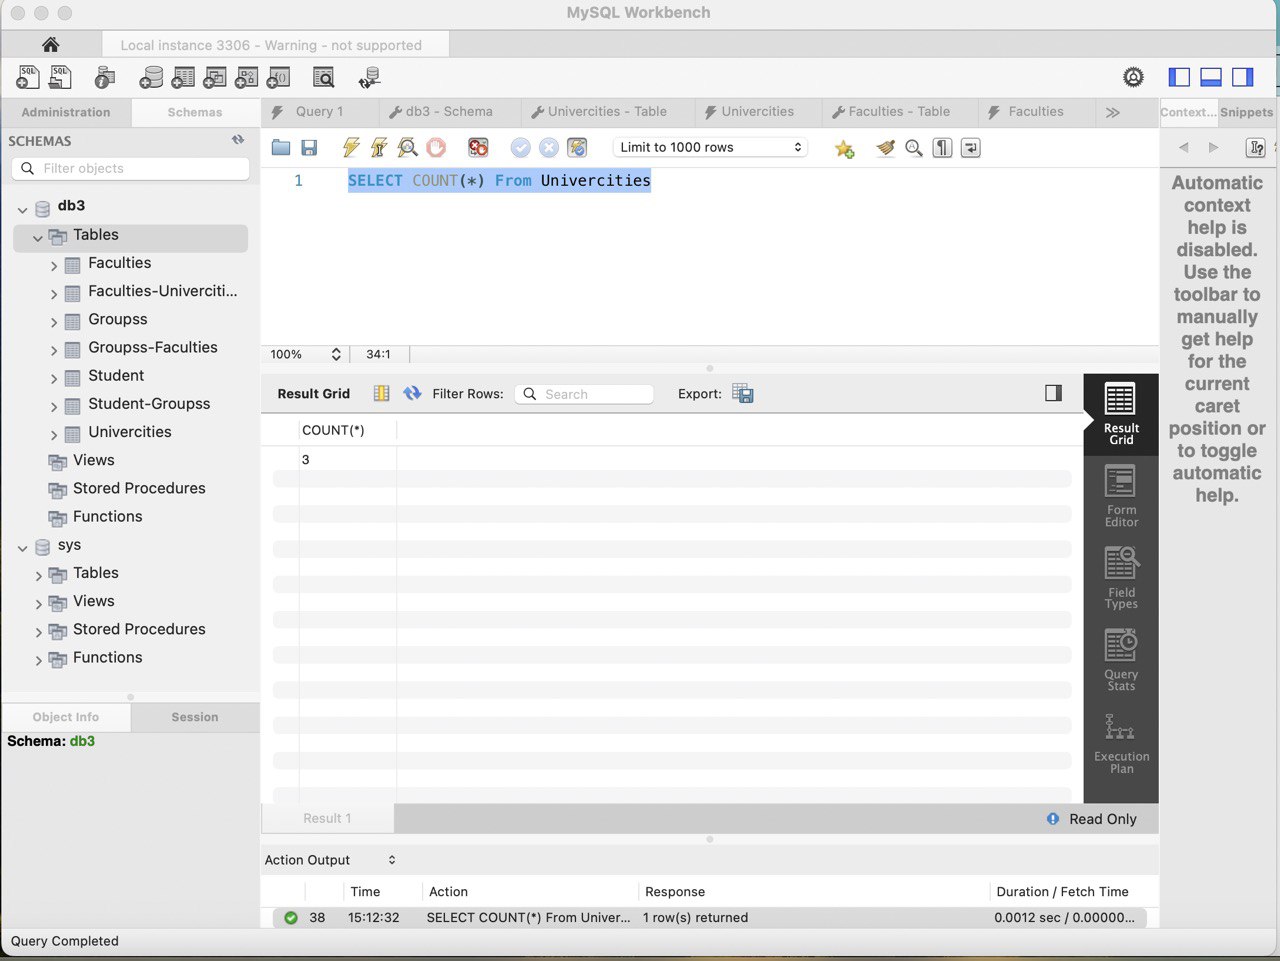 MySQL Workbench
Local instance 3306 - Warning - not supported
Administration Schemas
Query 1 db3 - Schema Univercities - Table Univercities Faculties - Table Faculties
Context... Snippets
SCHEMAS
Filter objects
Limit to 1000 rows
1 SELECT COUNT(*) From Univercities
db3
Tables
Faculties
Faculties-Univerciti...
Groupss
Groupss-Faculties
Student
Student-Groupss
Univercities
Views
Stored Procedures
Functions
sys
Tables
Views
Stored Procedures
Functions
Automatic
context
help is
disabled.
Use the
toolbar to
manually
get help
for the
current
caret
position or
to toggle
automatic
help.
100% 34:1
Result Grid Filter Rows: Search Export:
COUNT(*)
3
Result
Grid
Form
Editor
Field
Types
Query
Stats
Execution
Plan
Object Info Session
Schema: db3
Result 1
Read Only
Action Output
Time Action Response Duration / Fetch Time
38 15:12:32 SELECT COUNT(*) From Univer... 1 row(s) returned 0.0012 sec / 0.00000...
Query Completed